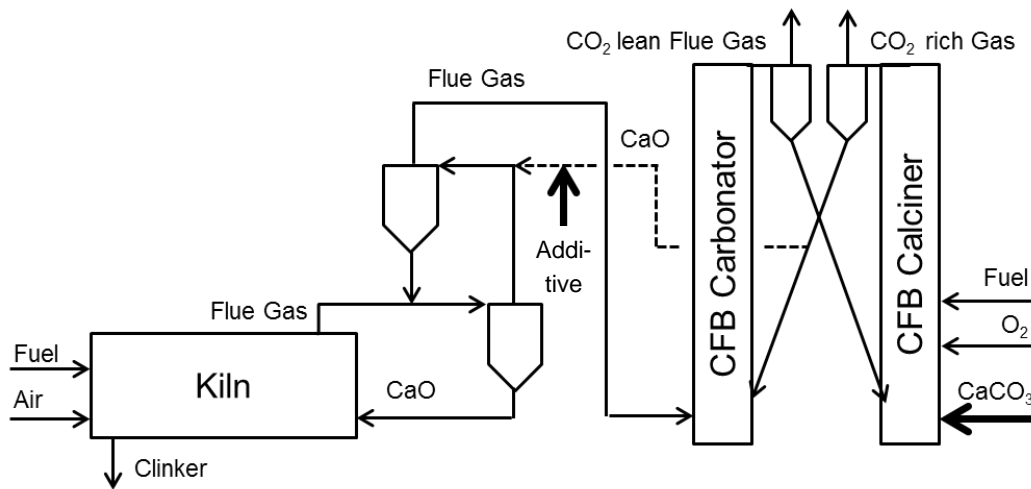 CO₂ lean Flue Gas
CO₂ rich Gas
Flue Gas
CaO
Addi-
tive
CFB Carbonator
CFB Calciner
Flue Gas
Fuel
Air
Kiln
CaO
Clinker
Fuel
O₂
CaCO₃